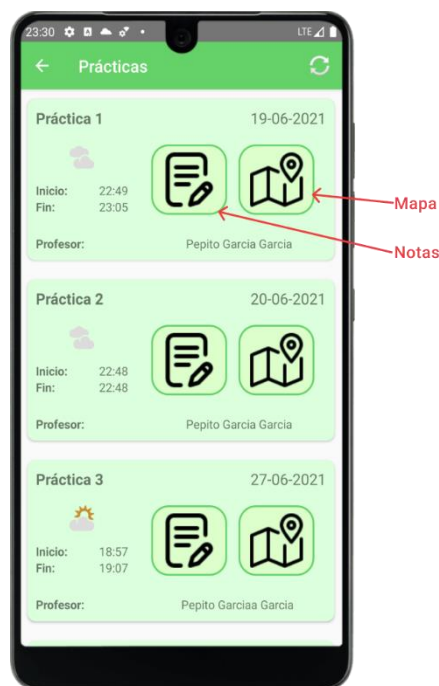 23:30 LTE
Prácticas
Práctica 1 19-06-2021
Inicio: 22:49
Fin: 23:05
Profesor: Pepito Garcia Garcia
Mapa
Notas
Práctica 2 20-06-2021
Inicio: 22:48
Fin: 22:48
Profesor: Pepito Garcia Garcia
Práctica 3 27-06-2021
Inicio: 18:57
Fin: 19:07
Profesor: Pepito Garciaa Garcia